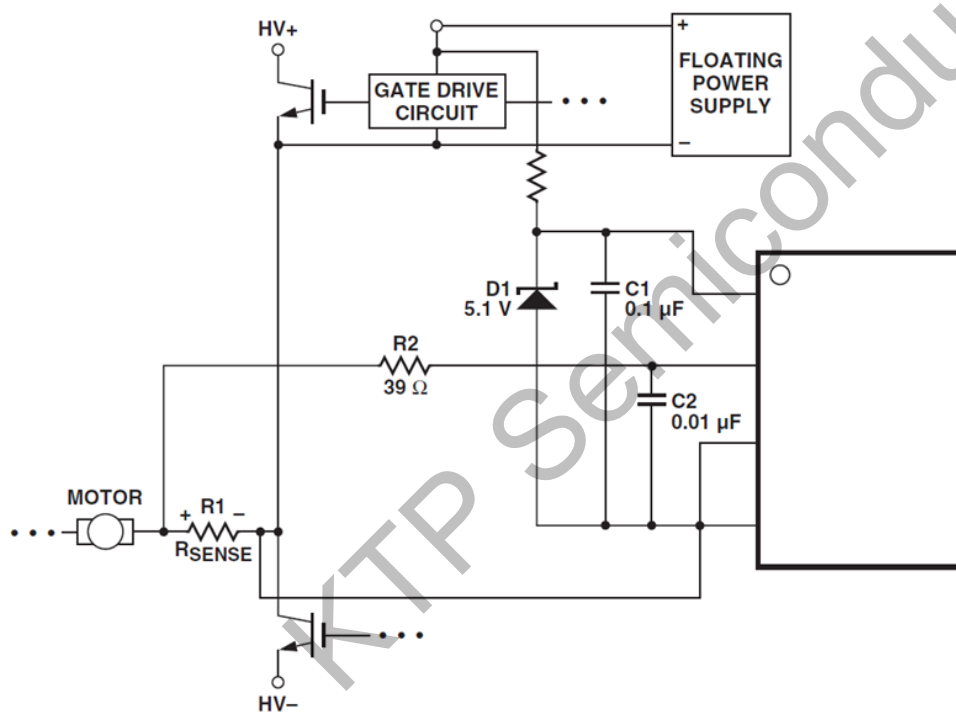 HV+
GATE DRIVE
CIRCUIT
• • •
+
FLOATING
POWER
SUPPLY
−
D1
5.1 V
C1
0.1 µF
R2
39 Ω
C2
0.01 µF
MOTOR
• • •
+ R1 −
RSENSE
• • •
HV−
KTP Semicondu